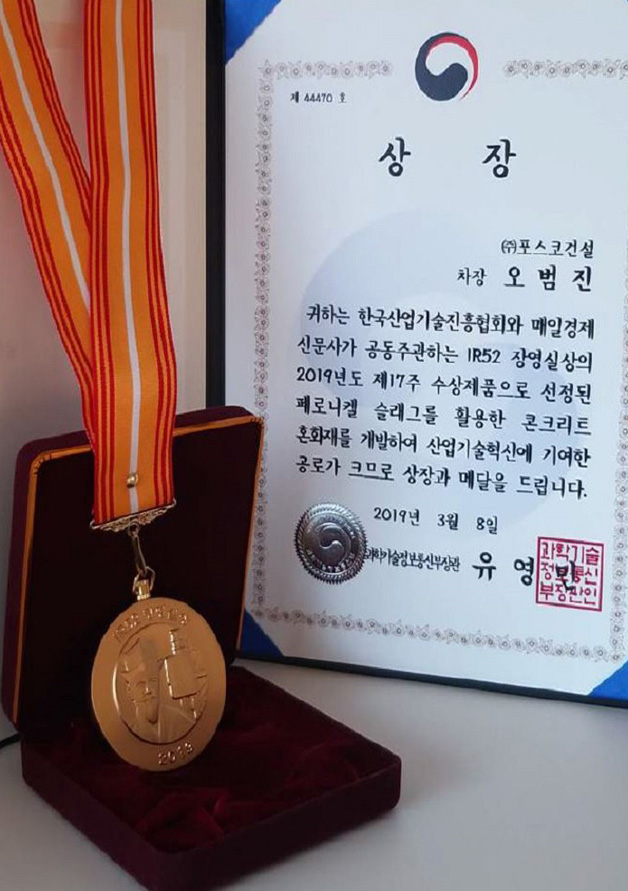 제 44470 호
상 장
㈜포스코건설
차장 오 범 진
귀하는 한국산업기술진흥협회와 매일경제
신문사가 공동주관하는 IR52 장영실상의
2019년도 제17주 수상제품으로 선정된
페로니켈 슬래그를 활용한 콘크리트
혼화재를 개발하여 산업기술혁신에 기여한
공로가 크므로 상장과 메달을 드립니다.
2019년 3월 8일
과학기술정보통신부장관 유 영 민
과학기술
정보통신
부장관인
2019